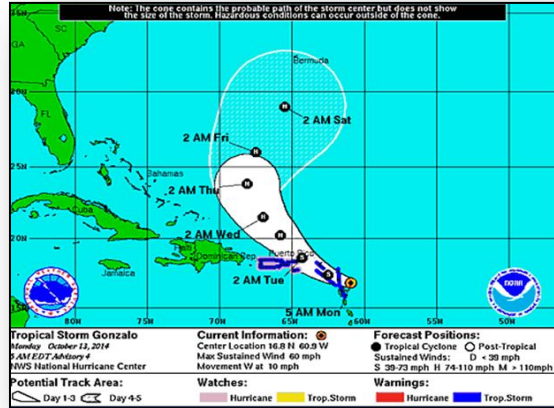 Note: The cone contains the probable path of the storm center but does not show
the size of the storm. Hazardous conditions can occur outside of the cone.
SC
GA
Bermuda
30N
2 AM Sat
FL
2 AM Fri
25N
Bahamas
2 AM Thu
Cuba
2 AM Wed
20N
Haiti
Dominican Rep
Puerto Rico
Jamaica
2 AM Tue
5 AM Mon
NOAA
15N
80W 75W 70W 65W 60W 55W 50W
Tropical Storm Gonzalo
Monday October 13, 2014
5 AM EDT Advisory 4
NWS National Hurricane Center
Current Information:
Center Location 16.8 N 60.9 W
Max Sustained Wind 60 mph
Movement W at 10 mph
Forecast Positions:
Tropical Cyclone Post-Tropical
Sustained Winds: D < 39 mph
S 39-73 mph H 74-110 mph M > 110mph
Potential Track Area:
Day 1-3 Day 4-5
Watches:
Hurricane Trop.Storm
Warnings:
Hurricane Trop.Storm